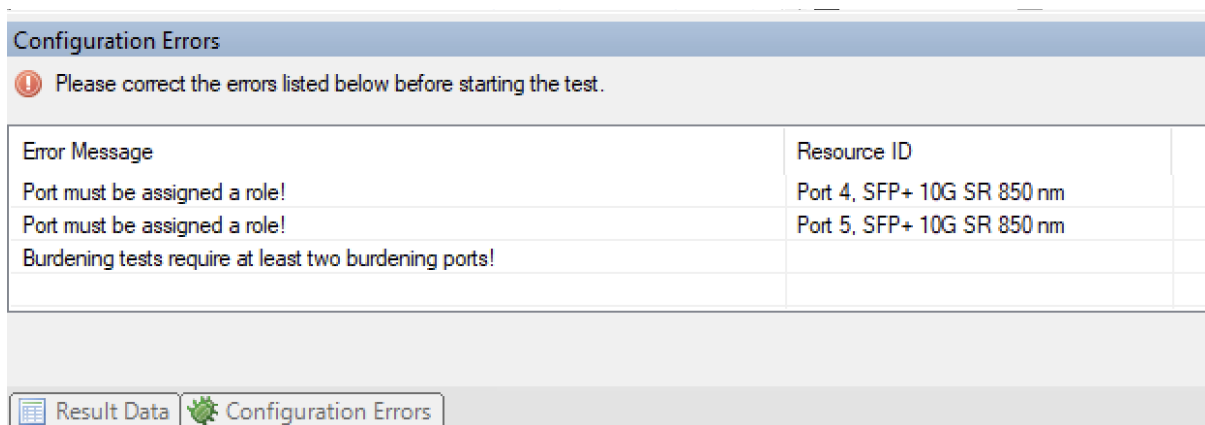 Configuration Errors
Please correct the errors listed below before starting the test.
Error Message Resource ID
Port must be assigned a role! Port 4, SFP+ 10G SR 850 nm
Port must be assigned a role! Port 5, SFP+ 10G SR 850 nm
Burdening tests require at least two burdening ports!
Result Data Configuration Errors